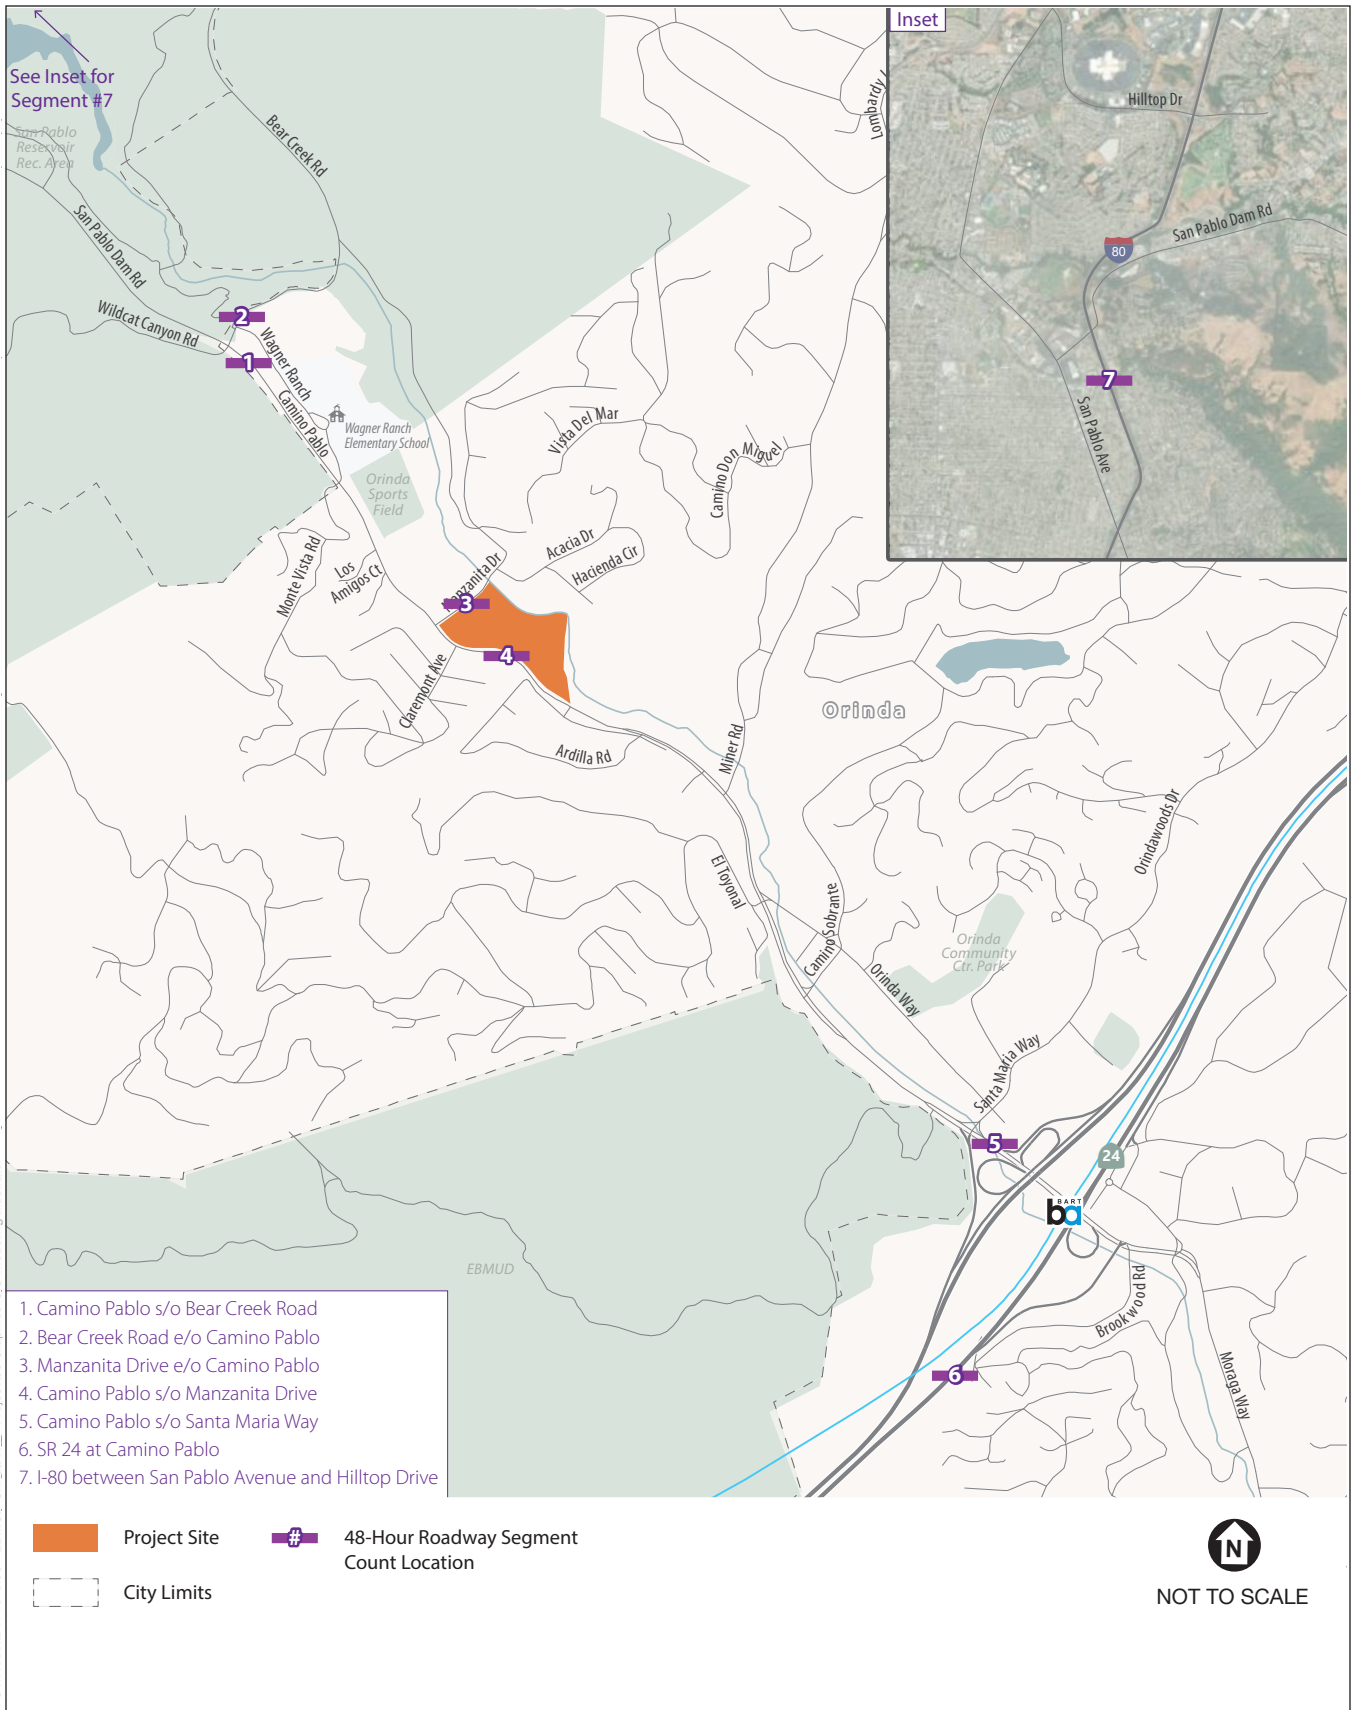 See Inset for
Segment #7
San Pablo
Reservoir
Rec. Area
Bear Creek Rd
San Pablo Dam Rd
Wildcat Canyon Rd
2
1
Wagner Ranch
Camino Pablo
Wagner Ranch
Elementary School
Orinda
Sports
Field
Lombardy
Inset
Hilltop Dr
San Pablo Dam Rd
80
7
San Pablo Ave
Vista Del Mar
Camino Don Miguel
Acacia Dr
Hacienda Cir
Monte Vista Rd
Los
Amigos Ct
Manzanita Dr
3
4
Claremont Ave
Ardilla Rd
Miner Rd
Orinda
Orindawoods Dr
El Toyonal
Camino Sobrante
Orinda Way
Orinda
Community
Ctr. Park
Santa Maria Way
5
24
BART
ba
EBMUD
Brookwood Rd
Moraga Way
6
1. Camino Pablo s/o Bear Creek Road
2. Bear Creek Road e/o Camino Pablo
3. Manzanita Drive e/o Camino Pablo
4. Camino Pablo s/o Manzanita Drive
5. Camino Pablo s/o Santa Maria Way
6. SR 24 at Camino Pablo
7. I-80 between San Pablo Avenue and Hilltop Drive
Project Site
#
48-Hour Roadway Segment
Count Location
City Limits
N
NOT TO SCALE